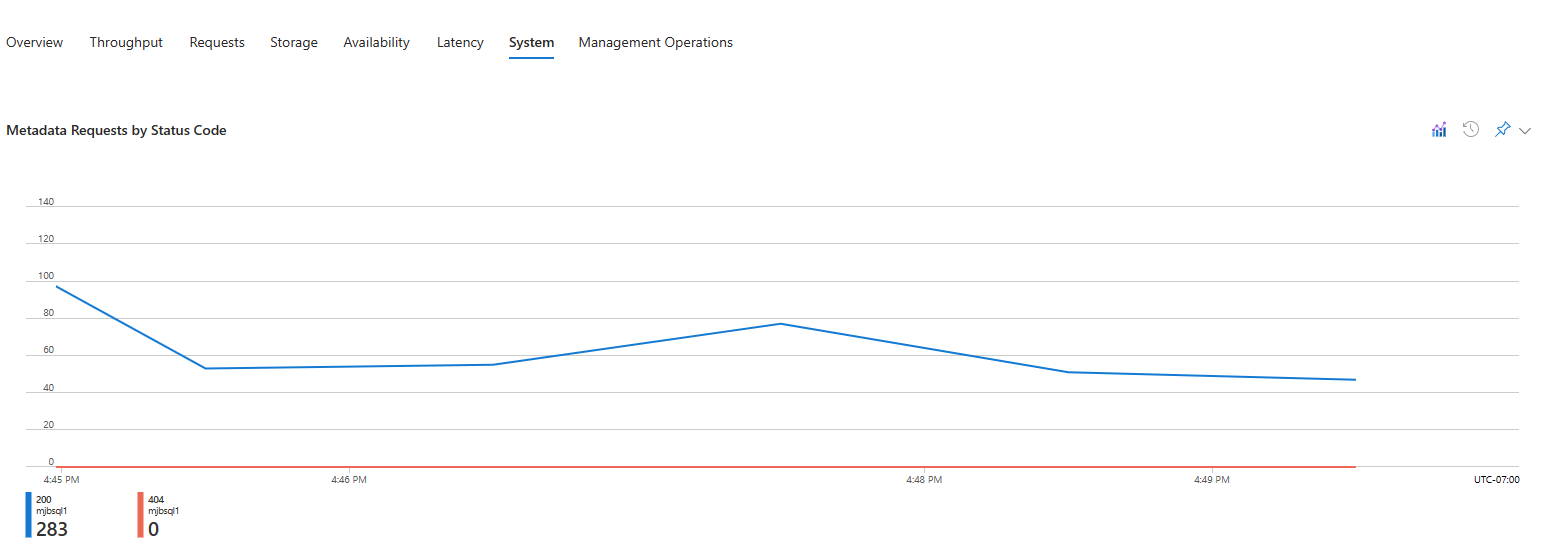 Overview Throughput Requests Storage Availability Latency System Management Operations
Metadata Requests by Status Code
140
120
100
80
60
40
20
0
4:45 PM 4:46 PM 4:48 PM 4:49 PM UTC-07:00
200 404
mjbsql1 mjbsql1
283 0